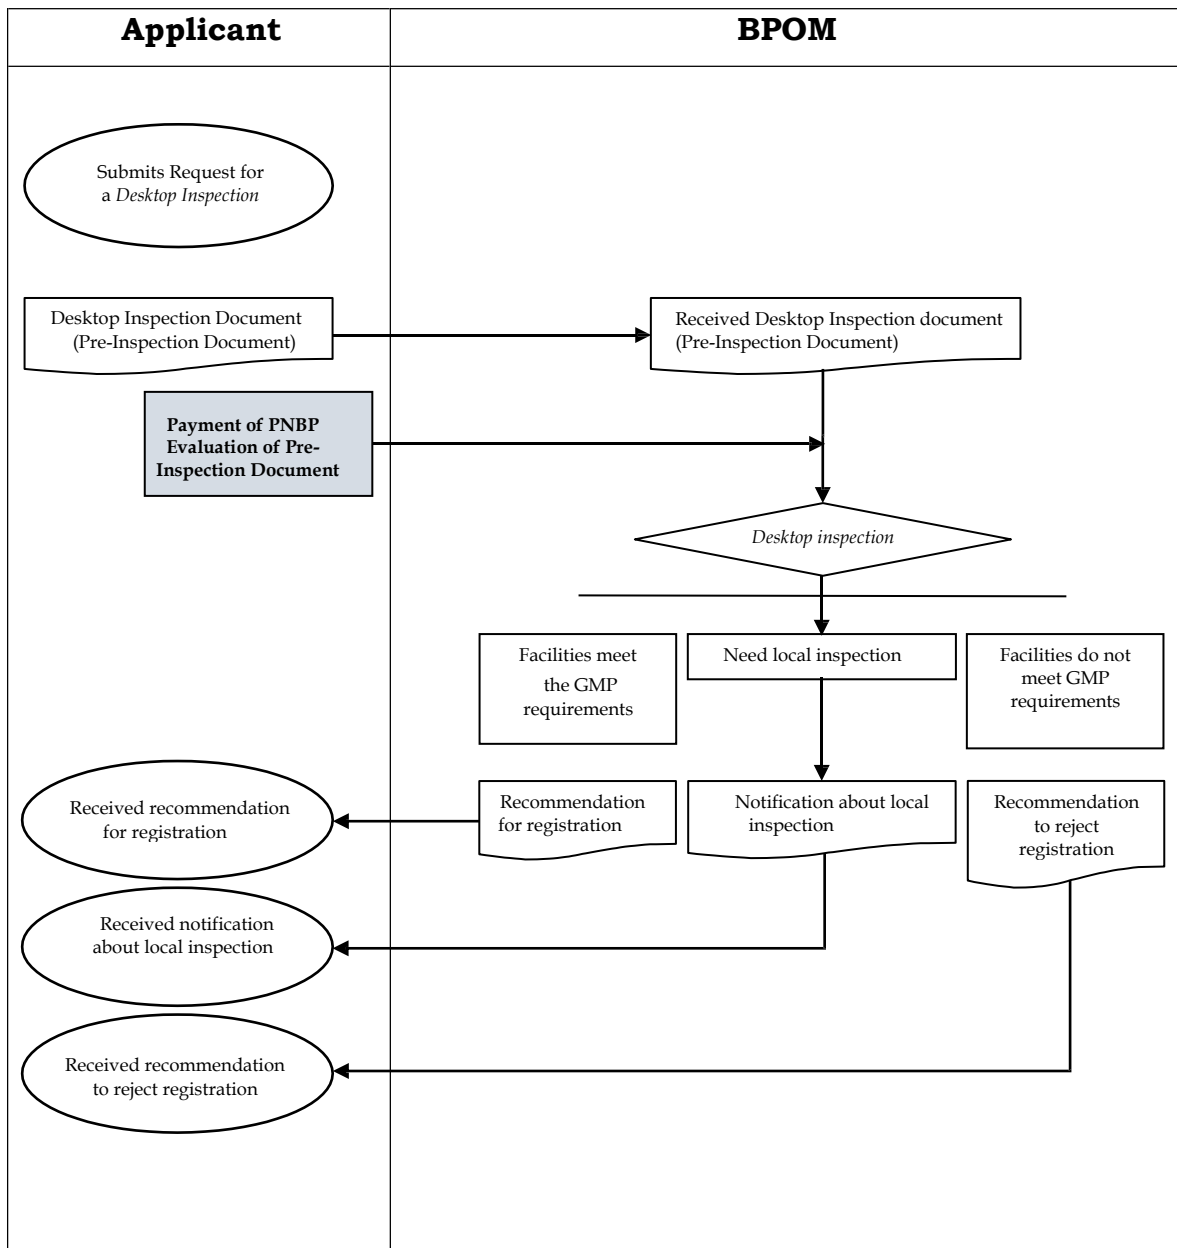 Applicant
BPOM
Submits Request for
a Desktop Inspection
Desktop Inspection Document
(Pre-Inspection Document)
Received Desktop Inspection document
(Pre-Inspection Document)
Payment of PNBP
Evaluation of Pre-
Inspection Document
Desktop inspection
Facilities meet
the GMP
requirements
Need local inspection
Facilities do not
meet GMP
requirements
Received recommendation
for registration
Recommendation
for registration
Notification about local
inspection
Recommendation
to reject
registration
Received notification
about local inspection
Received recommendation
to reject registration